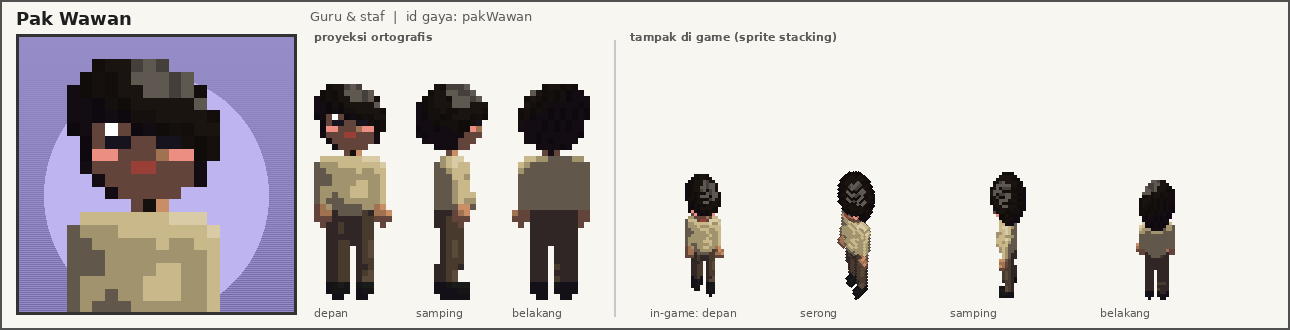 Pak Wawan
Guru & staf | id gaya: pakWawan
proyeksi ortografis
tampak di game (sprite stacking)
depan
samping
belakang
in-game: depan
serong
samping
belakang